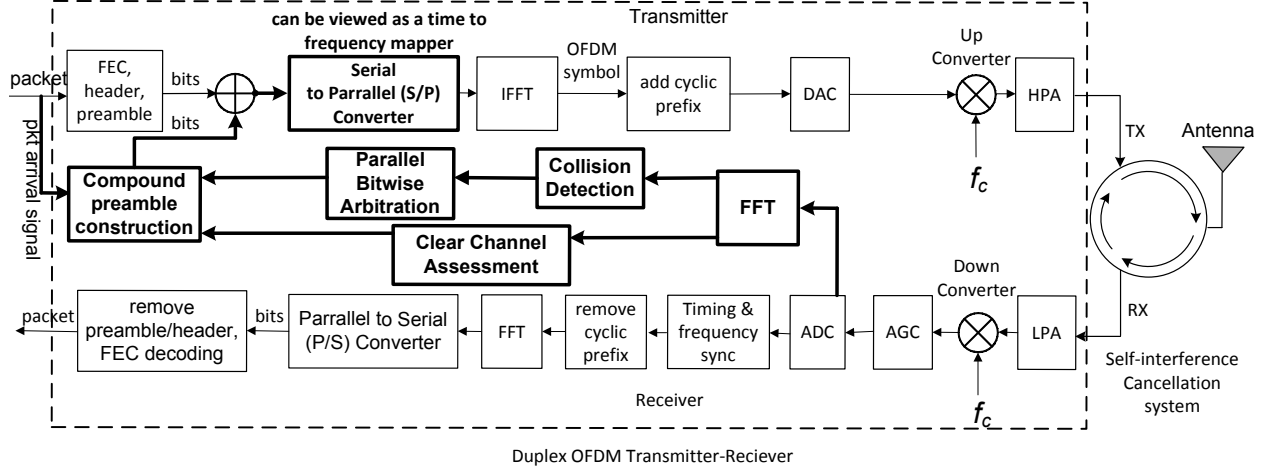 can be viewed as a time to
frequency mapper
Transmitter
packet
FEC,
header,
preamble
bits
bits
Serial
to Parrallel (S/P)
Converter
IFFT
OFDM
symbol
add cyclic
prefix
DAC
Up
Converter
fc
HPA
TX
Antenna
pkt arrival signal
Compound
preamble
construction
Parallel
Bitwise
Arbitration
Collision
Detection
FFT
Clear Channel
Assessment
packet
remove
preamble/header,
FEC decoding
bits
Parrallel to Serial
(P/S) Converter
FFT
remove
cyclic
prefix
Timing &
frequency
sync
ADC
AGC
Down
Converter
fc
LPA
RX
Self-interference
Cancellation
system
Receiver
Duplex OFDM Transmitter-Reciever